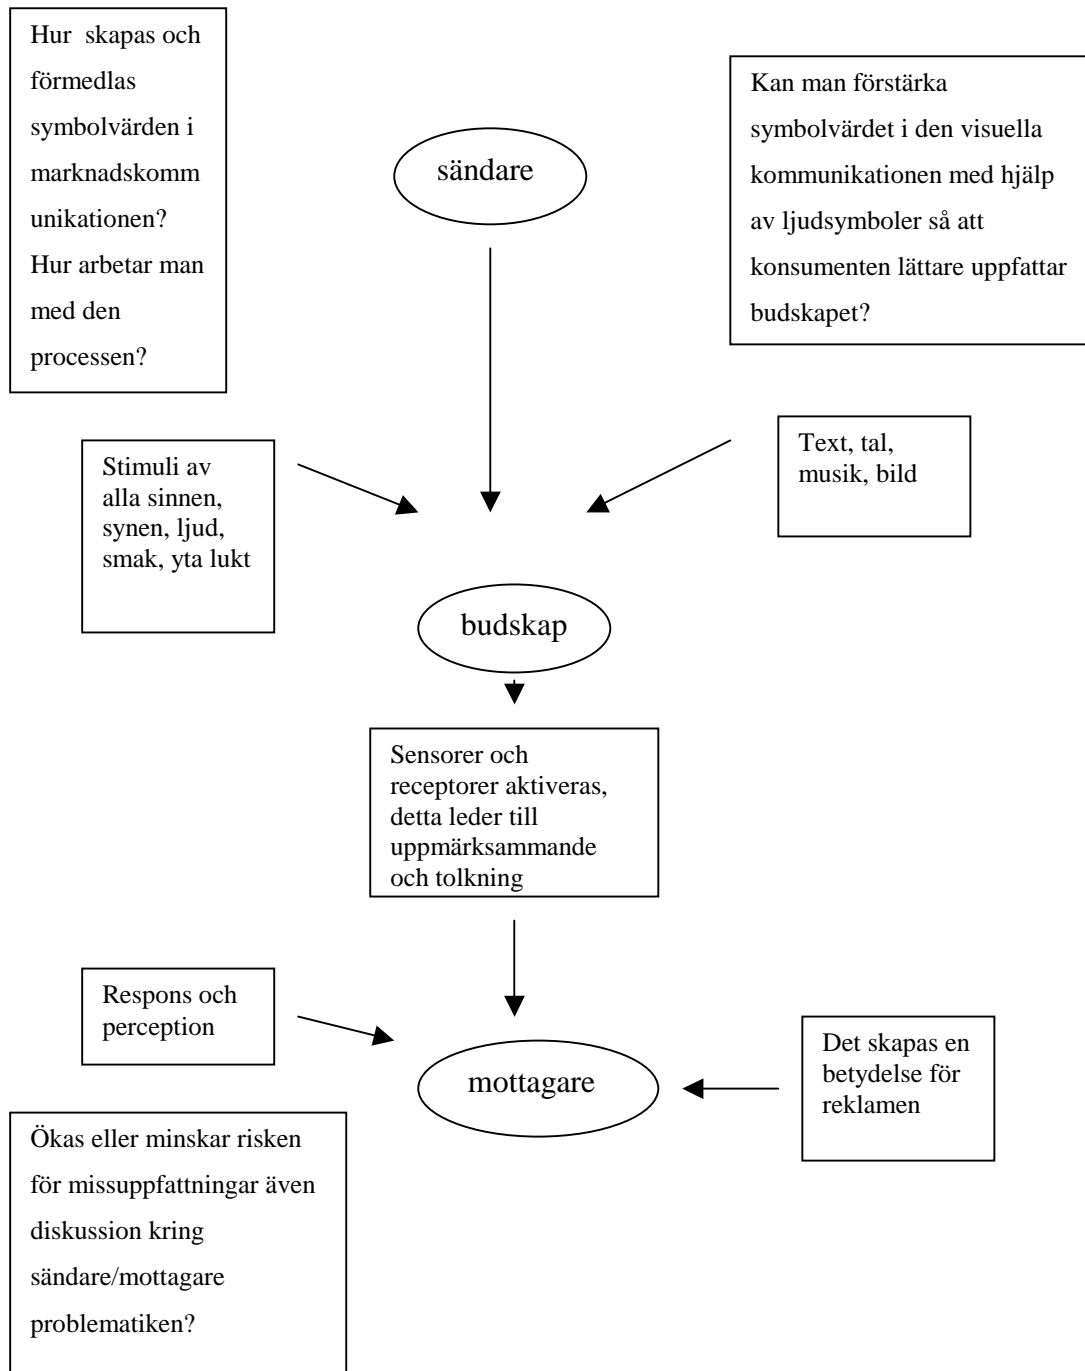 Hur  skapas och
förmedlas
symbolvärden i
marknadskomm
unikationen?
Hur arbetar man
med den
processen?
sändare
Kan man förstärka
symbolvärdet i den visuella
kommunikationen med hjälp
av ljudsymboler så att
konsumenten lättare uppfattar
budskapet?
Stimuli av
alla sinnen,
synen, ljud,
smak, yta lukt
Text, tal,
musik, bild
budskap
Sensorer och
receptorer aktiveras,
detta leder till
uppmärksammande
och tolkning
Respons och
perception
mottagare
Det skapas en
betydelse för
reklamen
Ökas eller minskar risken
för missuppfattningar även
diskussion kring
sändare/mottagare
problematiken?